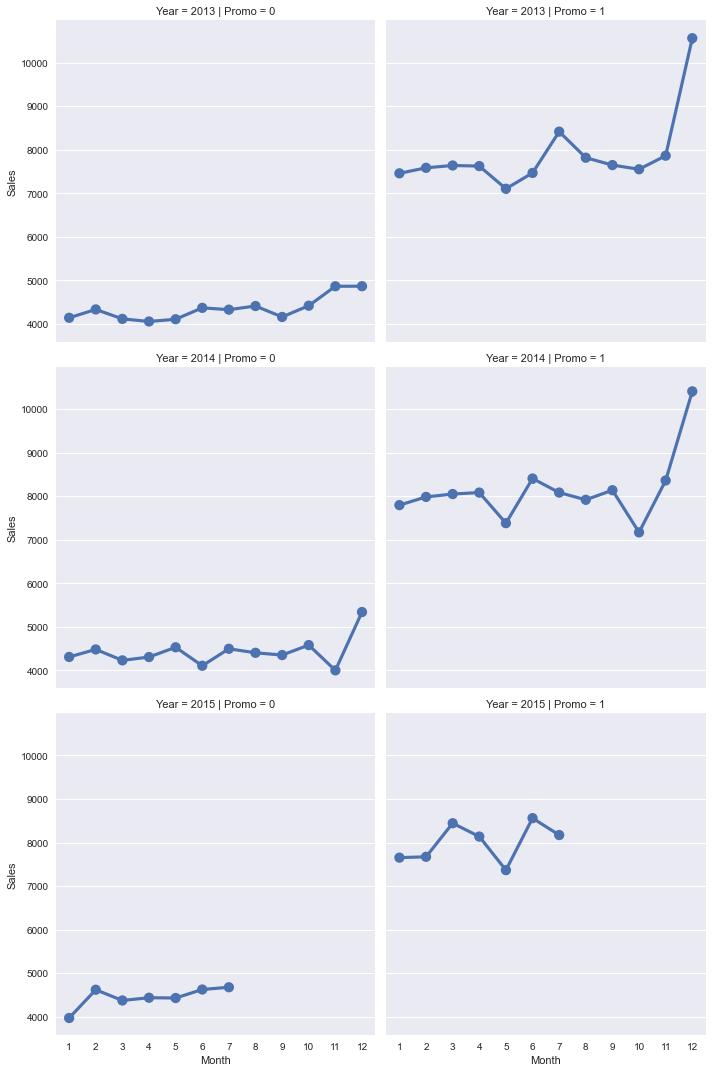 Year = 2013 | Promo = 0
Year = 2013 | Promo = 1
10000
9000
8000
7000
6000
5000
4000
Sales
Year = 2014 | Promo = 0
Year = 2014 | Promo = 1
10000
9000
8000
7000
6000
5000
4000
Sales
Year = 2015 | Promo = 0
Year = 2015 | Promo = 1
10000
9000
8000
7000
6000
5000
4000
Sales
1 2 3 4 5 6 7 8 9 10 11 12
Month
1 2 3 4 5 6 7 8 9 10 11 12
Month